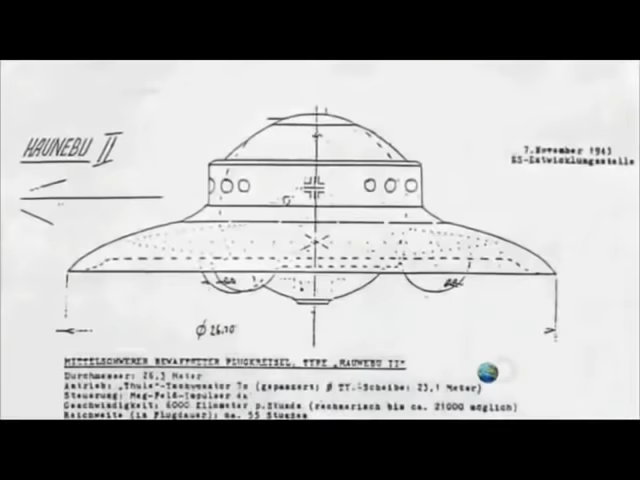 HAUNEBU II
7. November 1943
SS-Entwicklungsstelle
Ø 26.30
MITTELSCHWERER BEWAFFNETER FLUGKREISEL, TYPE „HAUNEBU II"
Durchmesser: 26,3 Meter
Antrieb: „Thule"-Tachyonator 7c (gepanzert; Ø TY.-Scheibe: 23,1 Meter)
Steuerung: Mag-Feld-Impulser 4a
Geschwindigkeit: 6000 Kilometer p.Stunde (rechnerisch bis ca. 21000 möglich)
Reichweite (in Flugdauer): ca. 55 Stunden